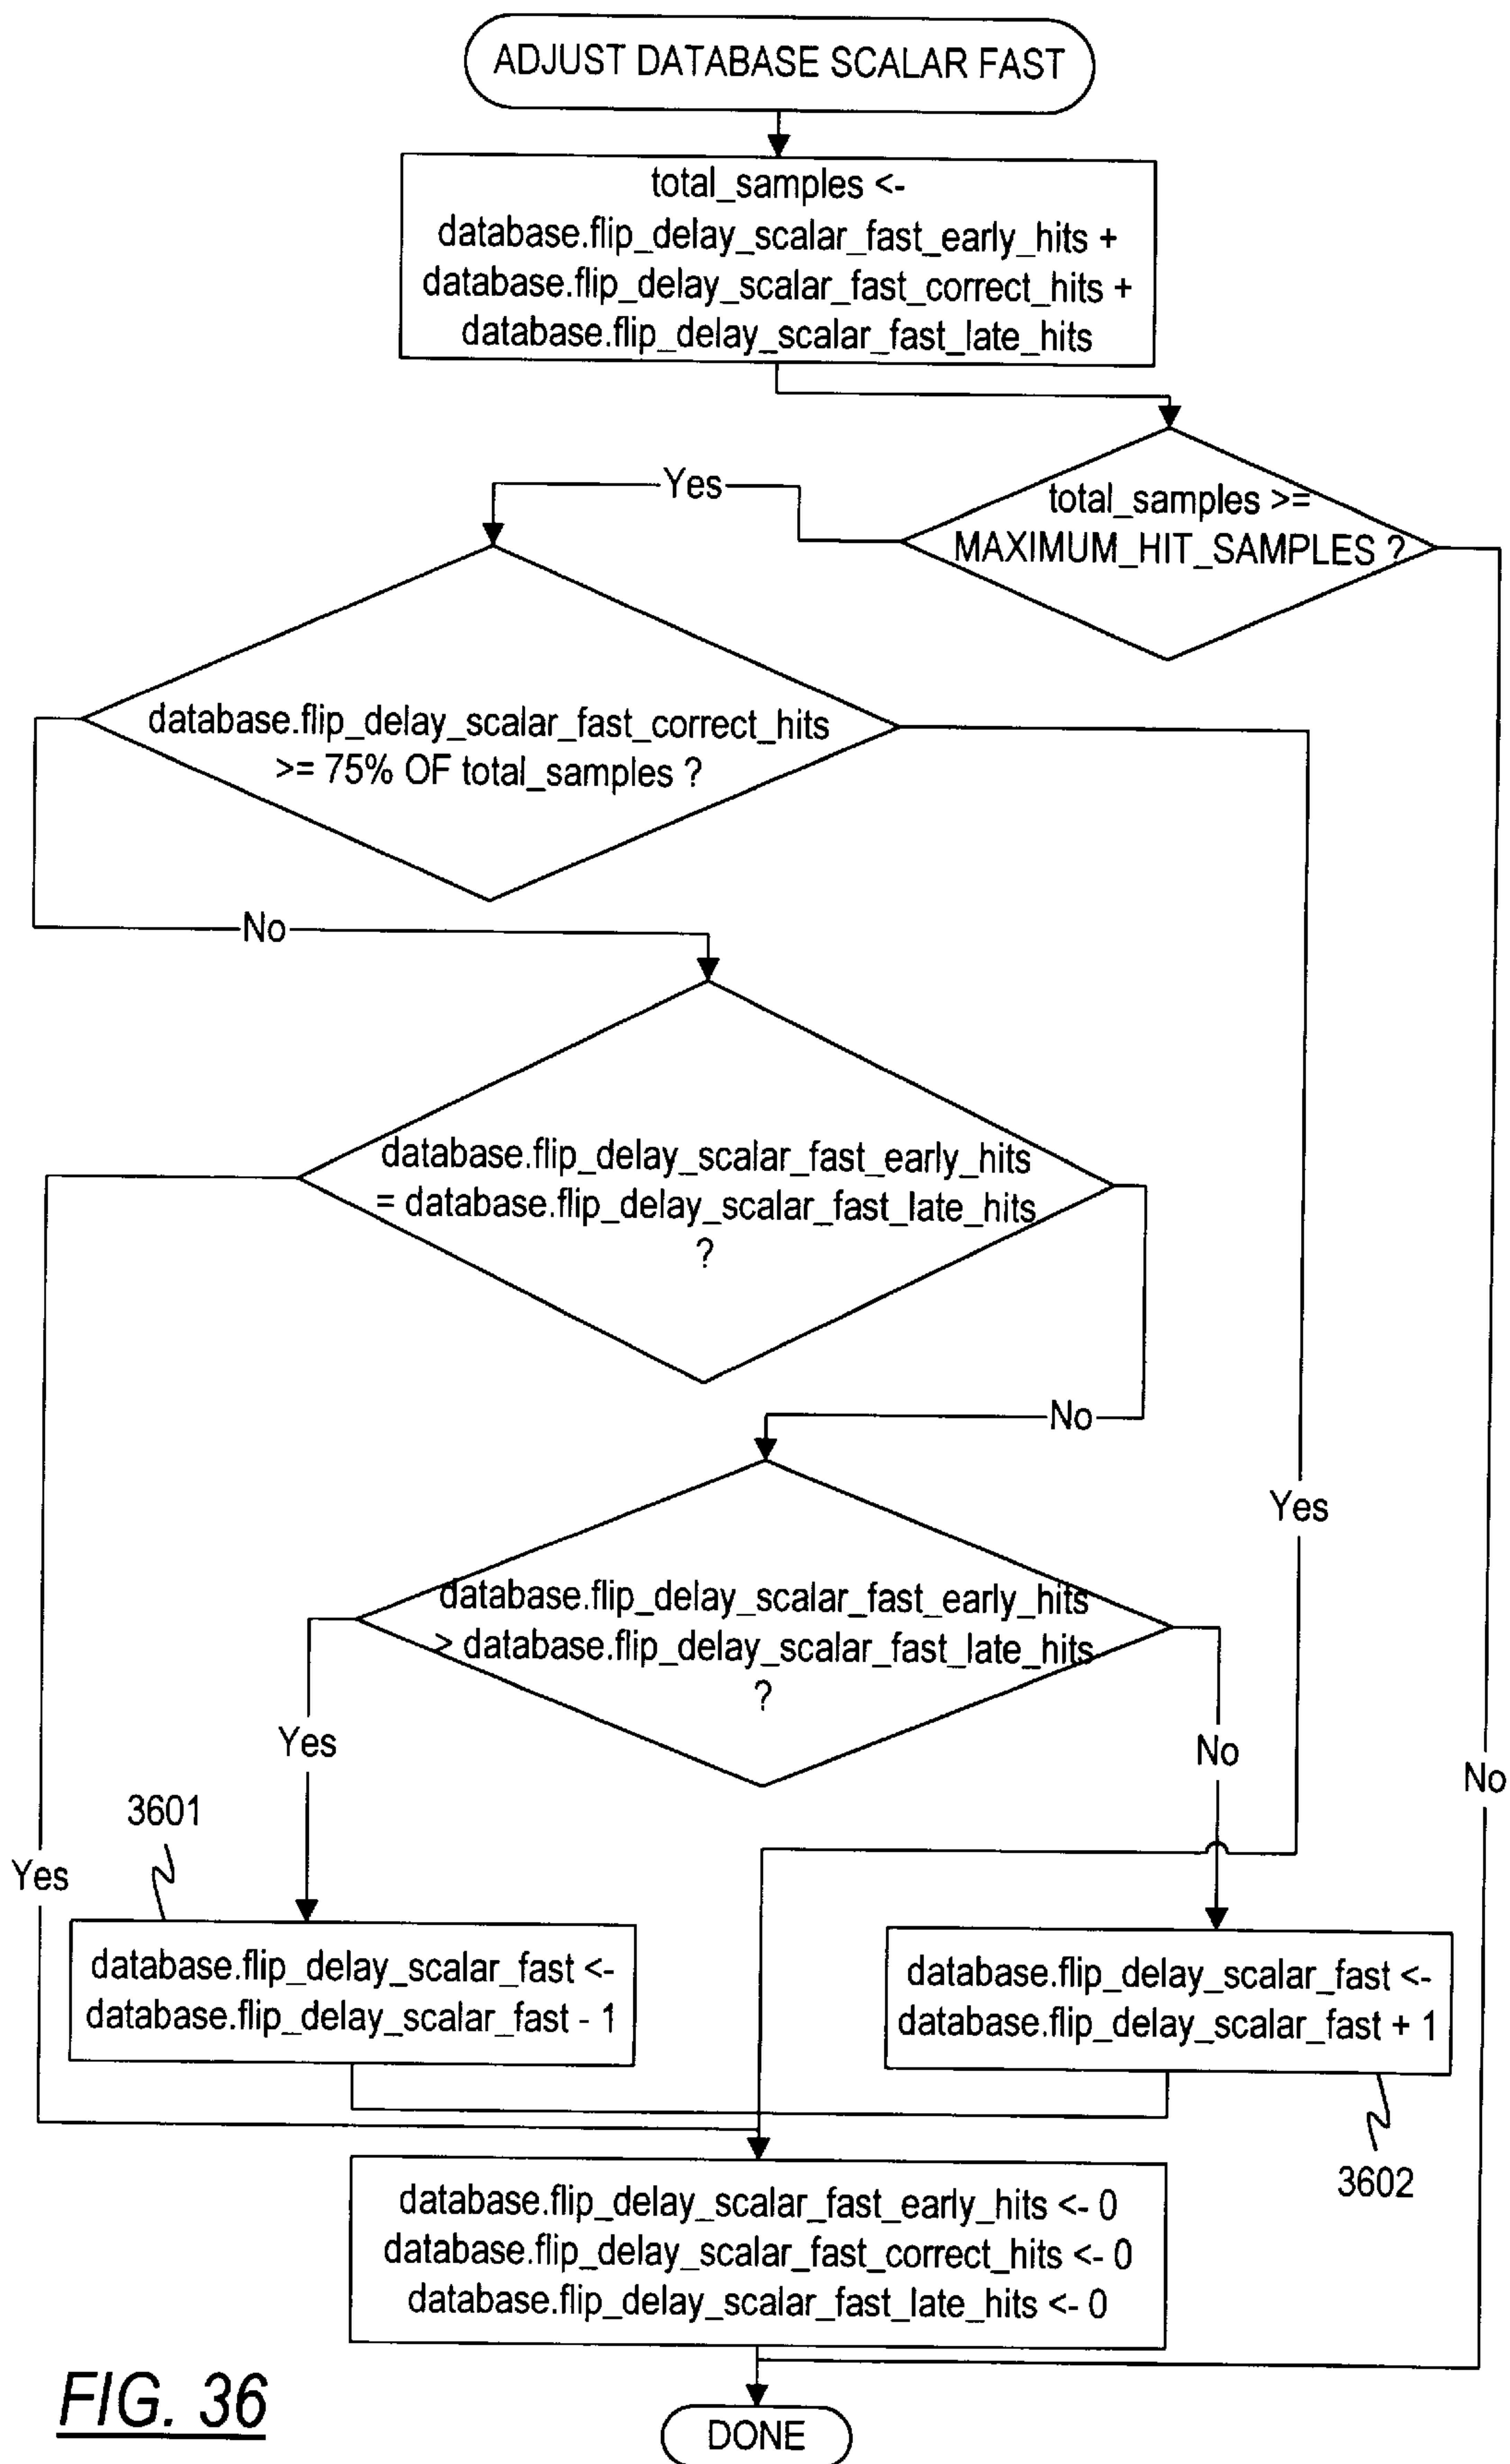 ADJUST DATABASE SCALAR FAST
total_samples <-
database.flip_delay_scalar_fast_early_hits +
database.flip_delay_scalar_fast_correct_hits +
database.flip_delay_scalar_fast_late_hits
Yes
total_samples >=
MAXIMUM_HIT_SAMPLES ?
database.flip_delay_scalar_fast_correct_hits
>= 75% OF total_samples ?
No
database.flip_delay_scalar_fast_early_hits
= database.flip_delay_scalar_fast_late_hits
?
No
Yes
database.flip_delay_scalar_fast_early_hits
> database.flip_delay_scalar_fast_late_hits
?
Yes
No
No
3601
Yes
database.flip_delay_scalar_fast <-
database.flip_delay_scalar_fast - 1
database.flip_delay_scalar_fast <-
database.flip_delay_scalar_fast + 1
3602
database.flip_delay_scalar_fast_early_hits <- 0
database.flip_delay_scalar_fast_correct_hits <- 0
database.flip_delay_scalar_fast_late_hits <- 0
FIG. 36
DONE